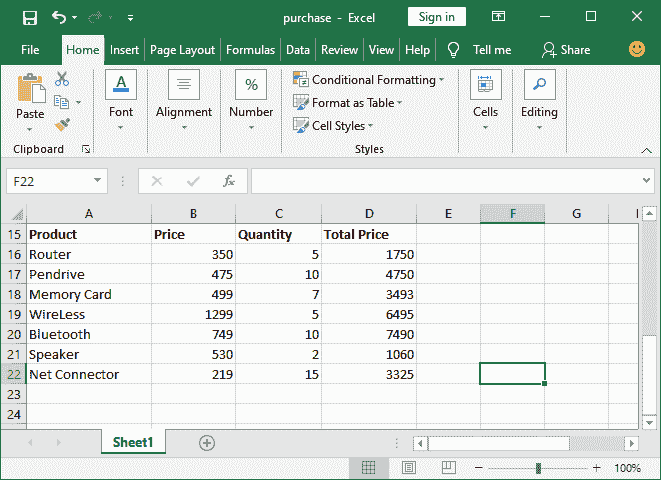 purchase - Excel
Sign in
File Home Insert Page Layout Formulas Data Review View Help Tell me Share
Paste Font Alignment Number Conditional Formatting Cells Editing
A % Format as Table
Cell Styles
Clipboard Styles
F22 fx
A B C D E F G
15 Product Price Quantity Total Price
16 Router 350 5 1750
17 Pendrive 475 10 4750
18 Memory Card 499 7 3493
19 WireLess 1299 5 6495
20 Bluetooth 749 10 7490
21 Speaker 530 2 1060
22 Net Connector 219 15 3325
23
24
Sheet1
100%